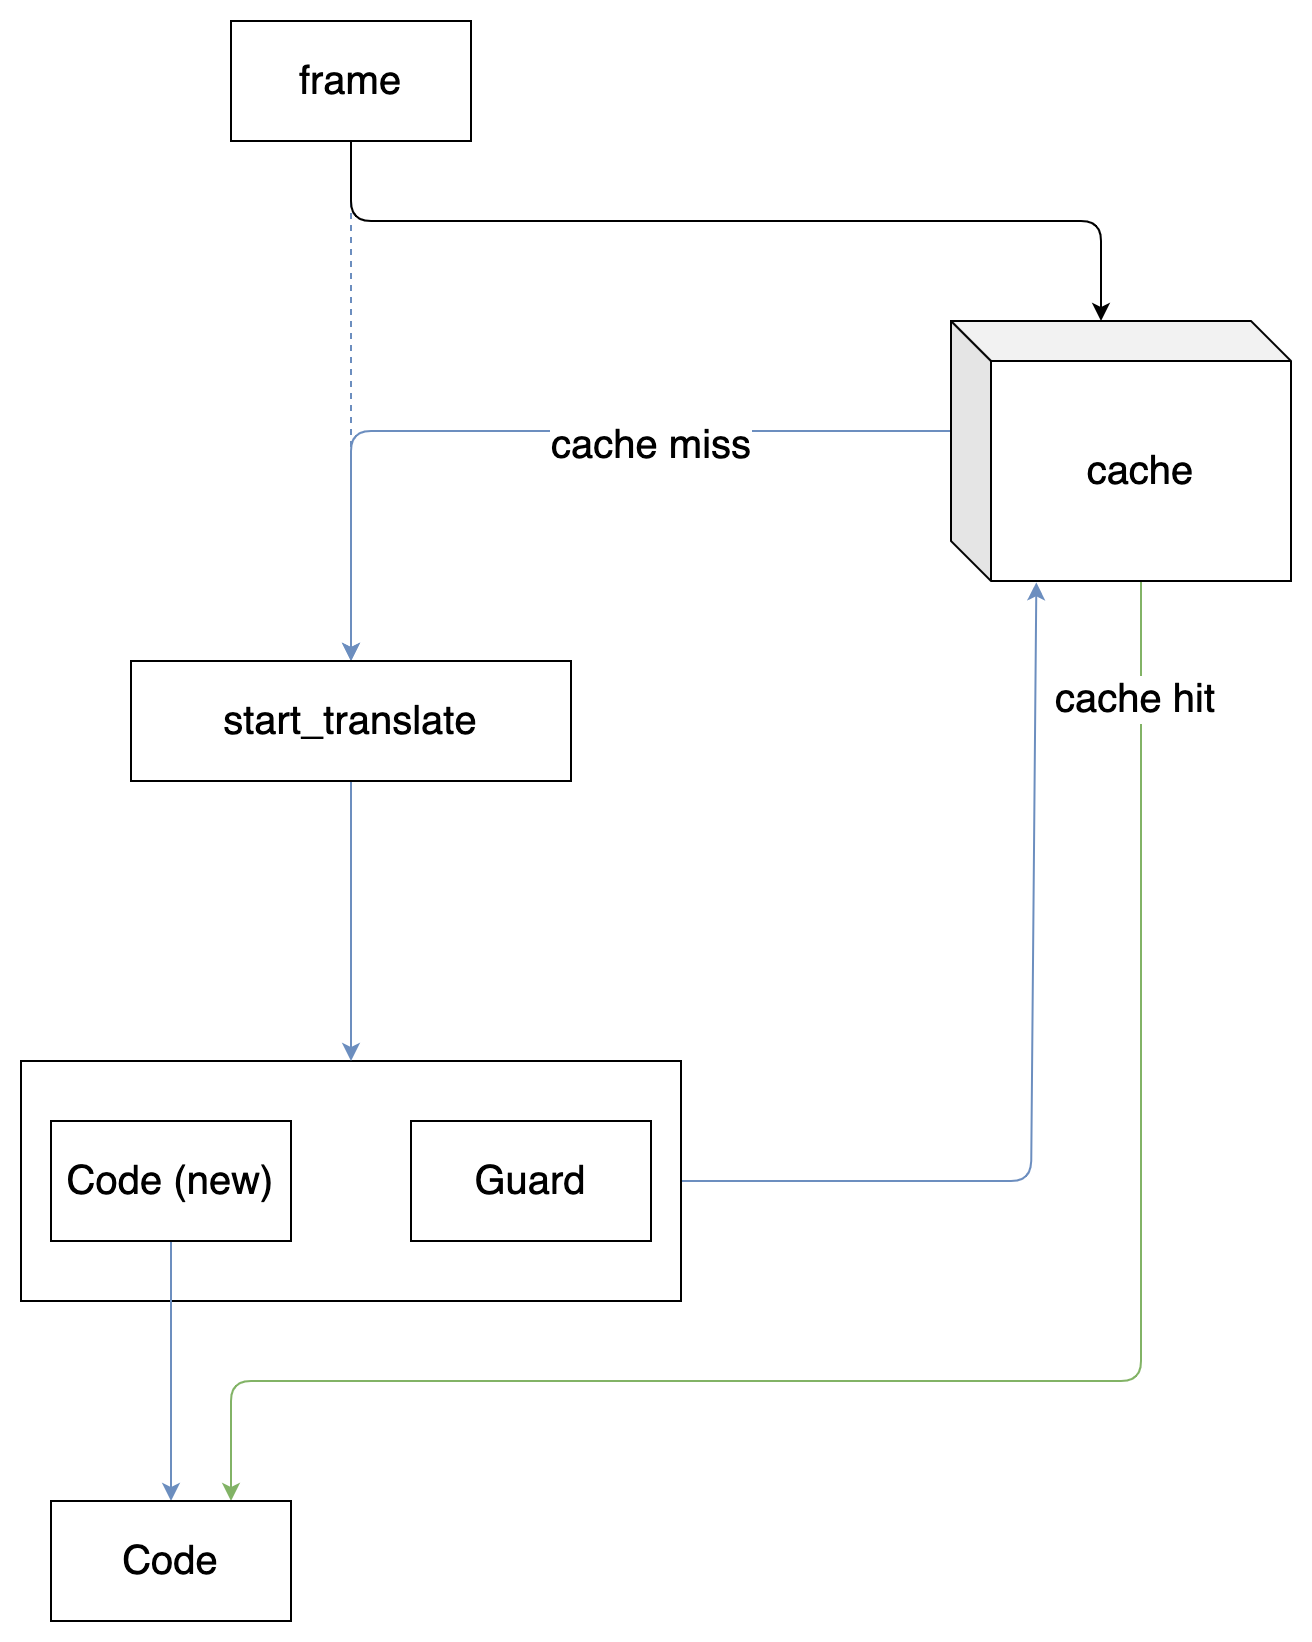 frame
cache miss
cache
start_translate
cache hit
Code (new)
Guard
Code